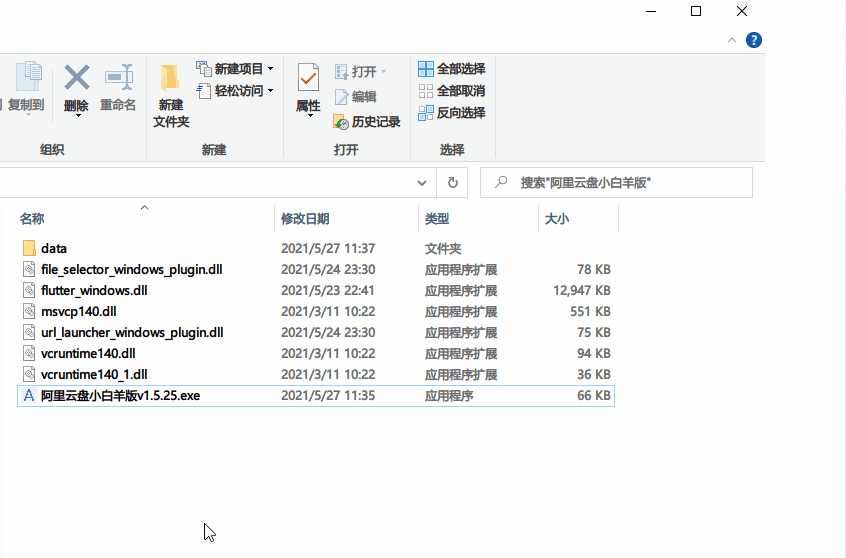 复制到 删除 重命名 新建文件夹 新建项目 打开 全部选择
轻松访问 属性 编辑 全部取消
历史记录 反向选择
组织 新建 打开 选择
搜索"阿里云盘小白羊版"
名称 修改日期 类型 大小
data 2021/5/27 11:37 文件夹
file_selector_windows_plugin.dll 2021/5/24 23:30 应用程序扩展 78 KB
flutter_windows.dll 2021/5/23 22:41 应用程序扩展 12,947 KB
msvcp140.dll 2021/3/11 10:22 应用程序扩展 551 KB
url_launcher_windows_plugin.dll 2021/5/24 23:30 应用程序扩展 75 KB
vcruntime140.dll 2021/3/11 10:22 应用程序扩展 94 KB
vcruntime140_1.dll 2021/3/11 10:22 应用程序扩展 36 KB
阿里云盘小白羊版v1.5.25.exe 2021/5/27 11:35 应用程序 66 KB